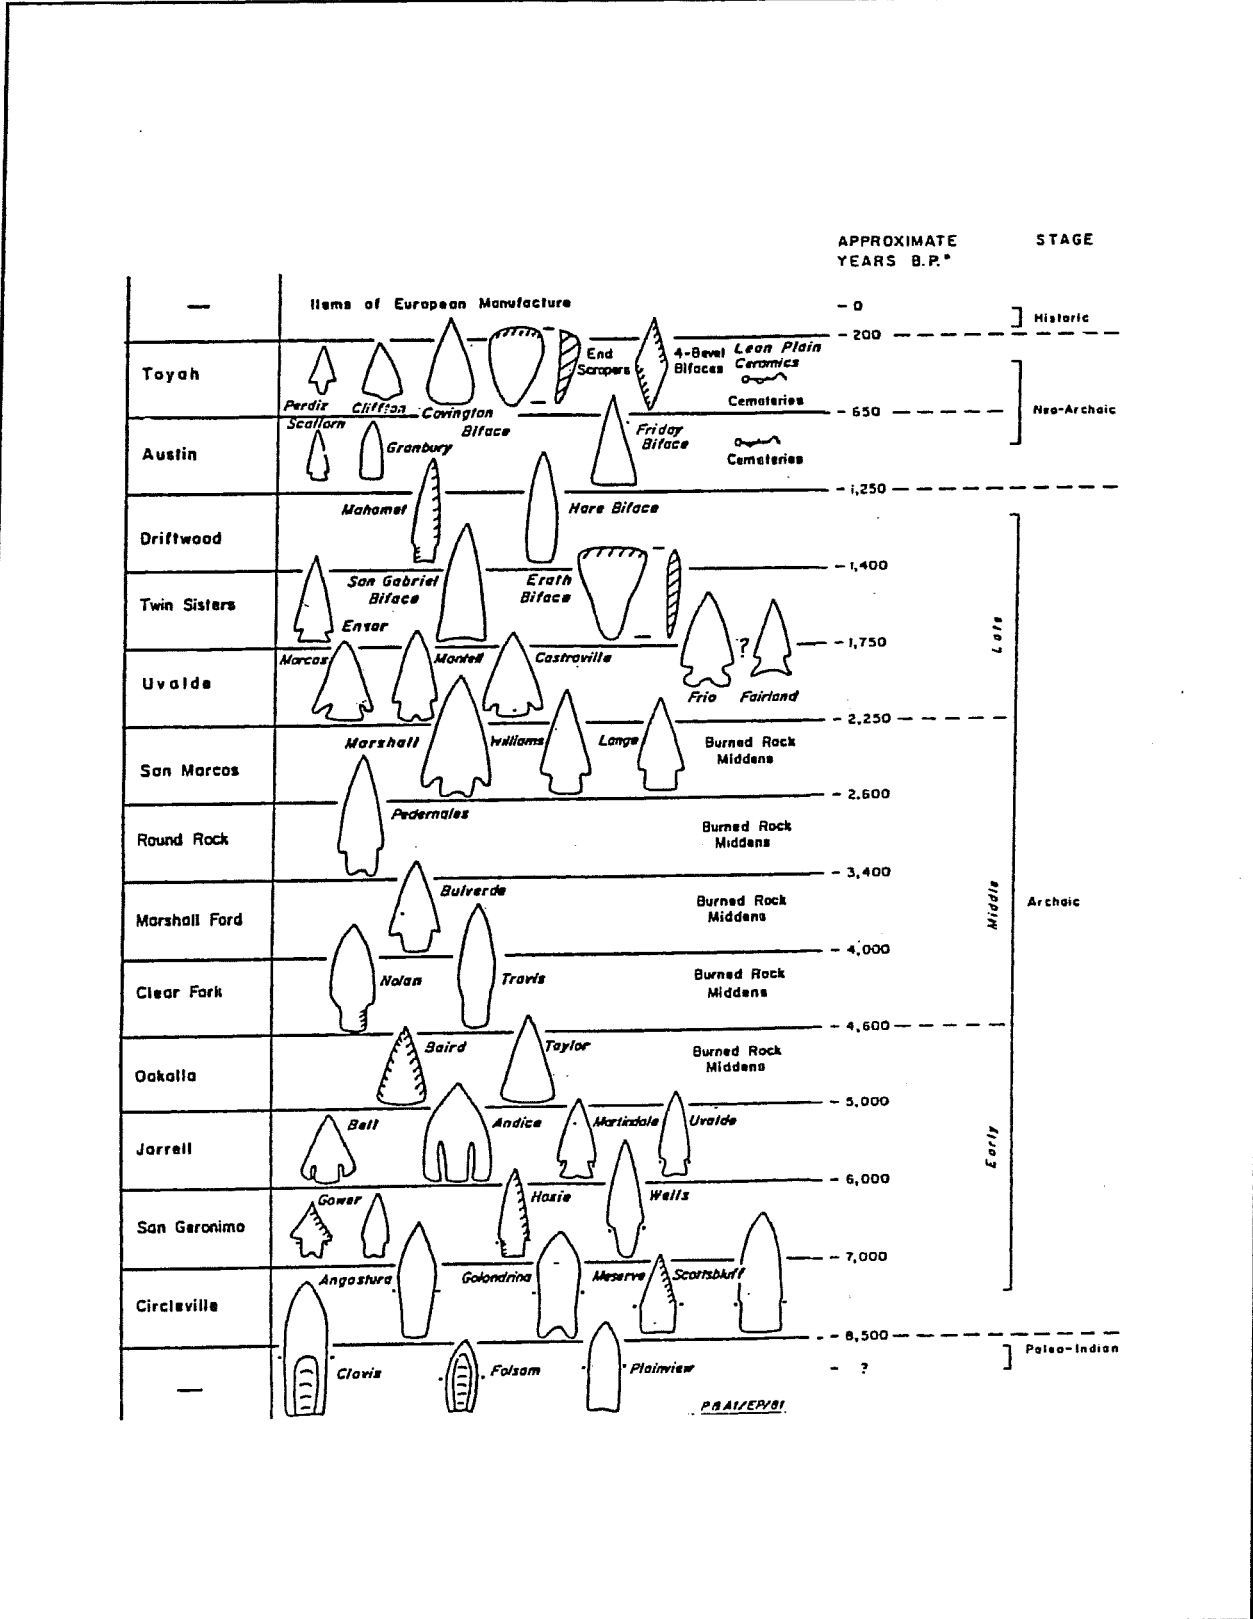 APPROXIMATE
YEARS B.P.*
STAGE
—
Items of European Manufacture
- 0
Historic
- 200
Toyah
Perdiz
Cliffton
Covington
Biface
End
Scrapers
4-Bevel
Bifaces
Leon Plain
Ceramics
Cemeteries
- 650
Neo-Archaic
Austin
Scallorn
Granbury
Friday
Biface
Cemeteries
- 1,250
Driftwood
Mahomet
Hare Biface
- 1,400
Twin Sisters
Ensor
San Gabriel
Biface
Erath
Biface
Frio
?
Fairland
- 1,750
Late
Uvalde
Marcos
Montell
Castroville
- 2,250
San Marcos
Marshall
Williams
Lange
Burned Rock
Middens
- 2,600
Round Rock
Pedernales
Burned Rock
Middens
- 3,400
Marshall Ford
Bulverde
Burned Rock
Middens
Middle
Archaic
- 4,000
Clear Fork
Nolan
Travis
Burned Rock
Middens
- 4,600
Oakalla
Baird
Taylor
Burned Rock
Middens
- 5,000
Jarrell
Bell
Andice
Martindale
Uvalde
Early
- 6,000
San Geronimo
Gower
Hoxie
Wells
- 7,000
Circleville
Angostura
Golondrina
Meserve
Scottsbluff
- 8,500
Paleo-Indian
—
Clovis
Folsom
Plainview
- ?
PBAI/EP/81